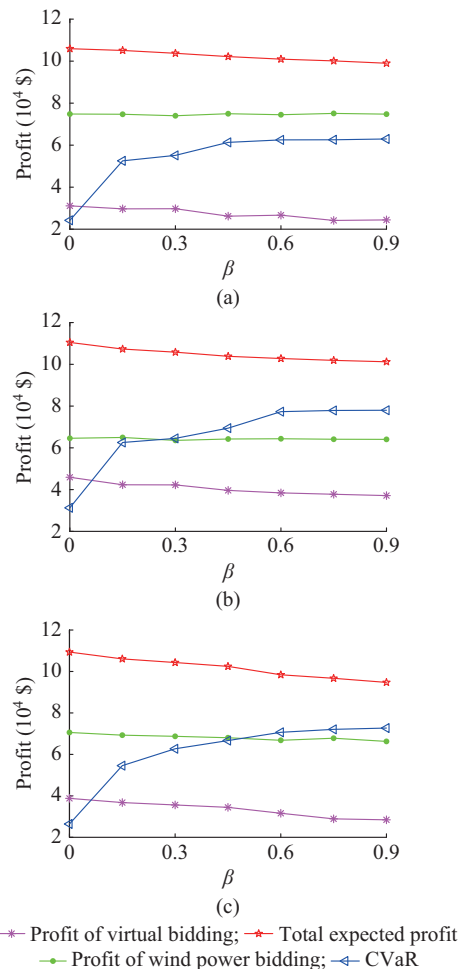 12
10
8
6
4
2
Profit (10⁴ $)
0 0.3 0.6 0.9
β
(a)
12
10
8
6
4
2
Profit (10⁴ $)
0 0.3 0.6 0.9
β
(b)
12
10
8
6
4
2
Profit (10⁴ $)
0 0.3 0.6 0.9
β
(c)
Profit of virtual bidding; Total expected profit
Profit of wind power bidding; CVaR